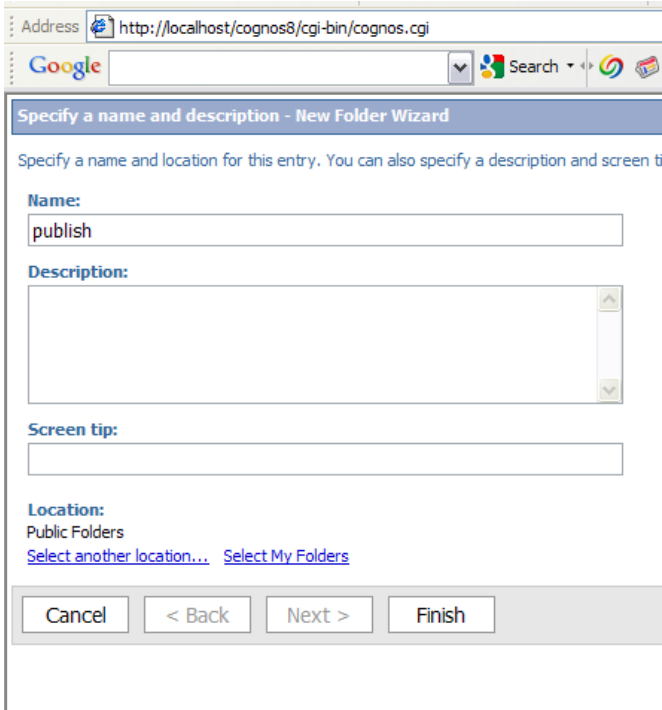 Address http://localhost/cognos8/cgi-bin/cognos.cgi
Google Search
Specify a name and description - New Folder Wizard
Specify a name and location for this entry. You can also specify a description and screen
Name:
publish
Description:
Screen tip:
Location:
Public Folders
Select another location... Select My Folders
Cancel < Back Next > Finish